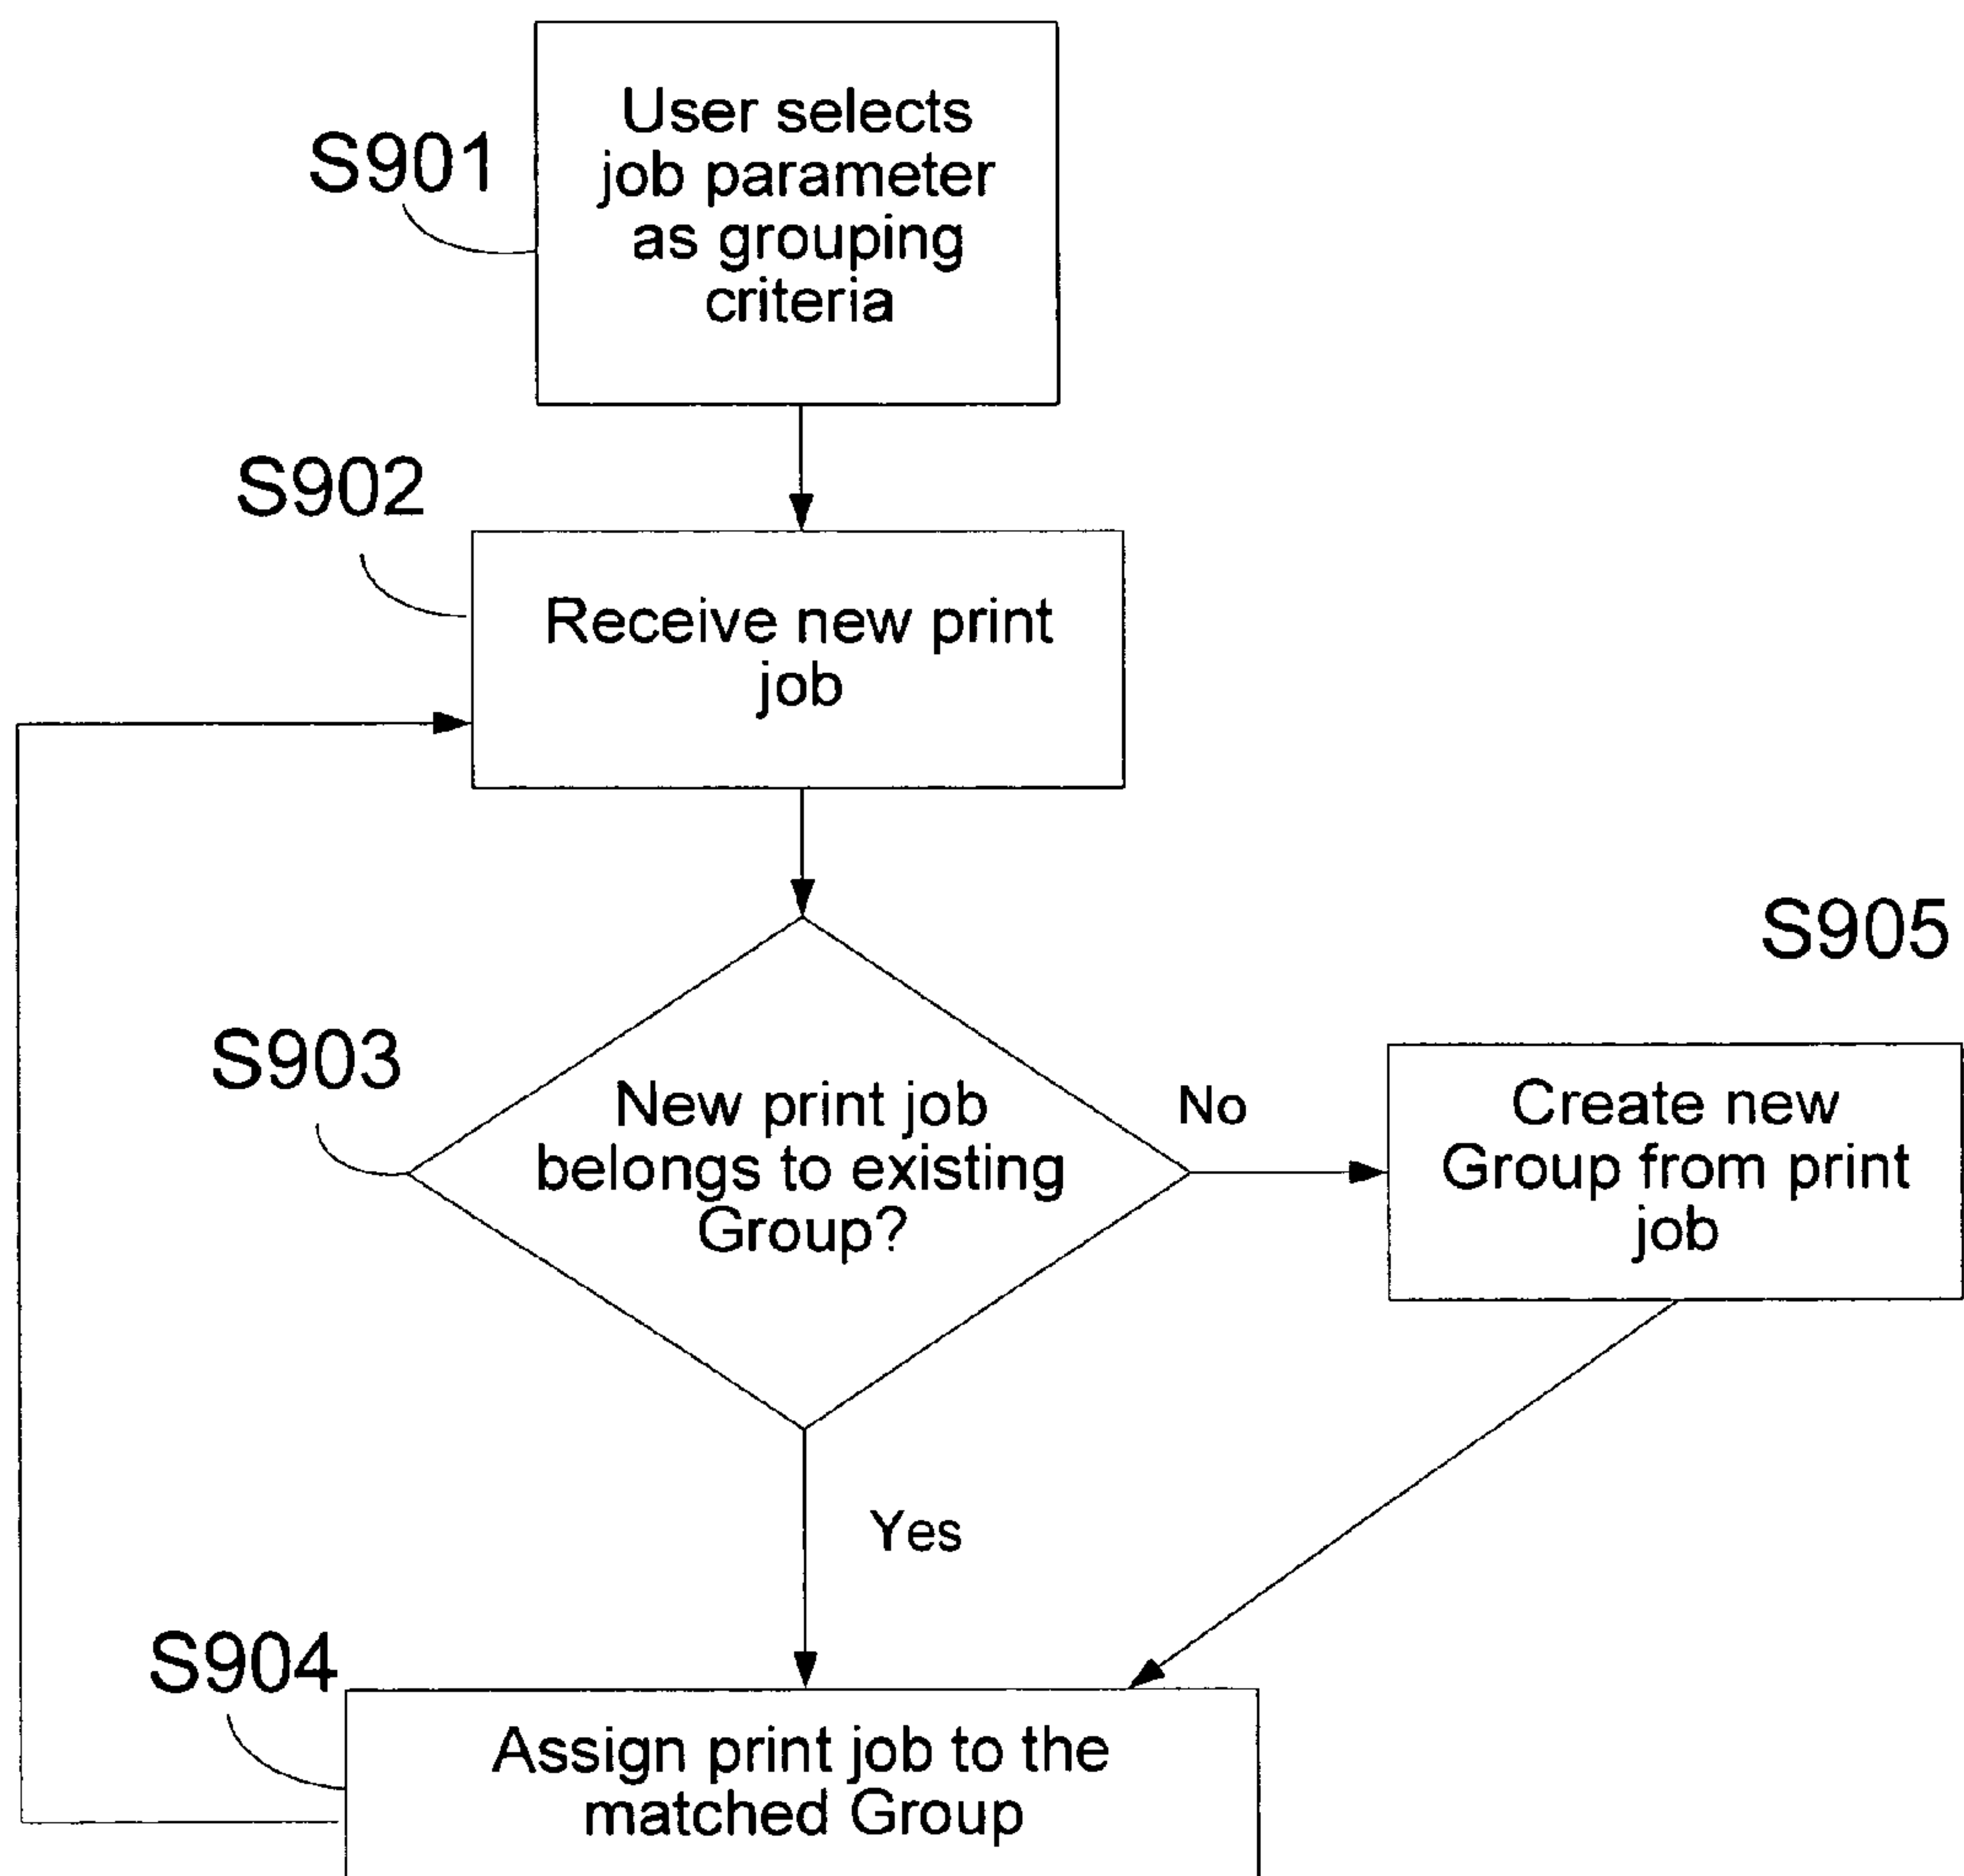 S901
User selects
job parameter
as grouping
criteria
S902
Receive new print
job
S903
New print job
belongs to existing
Group?
No
S905
Create new
Group from print
job
Yes
S904
Assign print job to the
matched Group